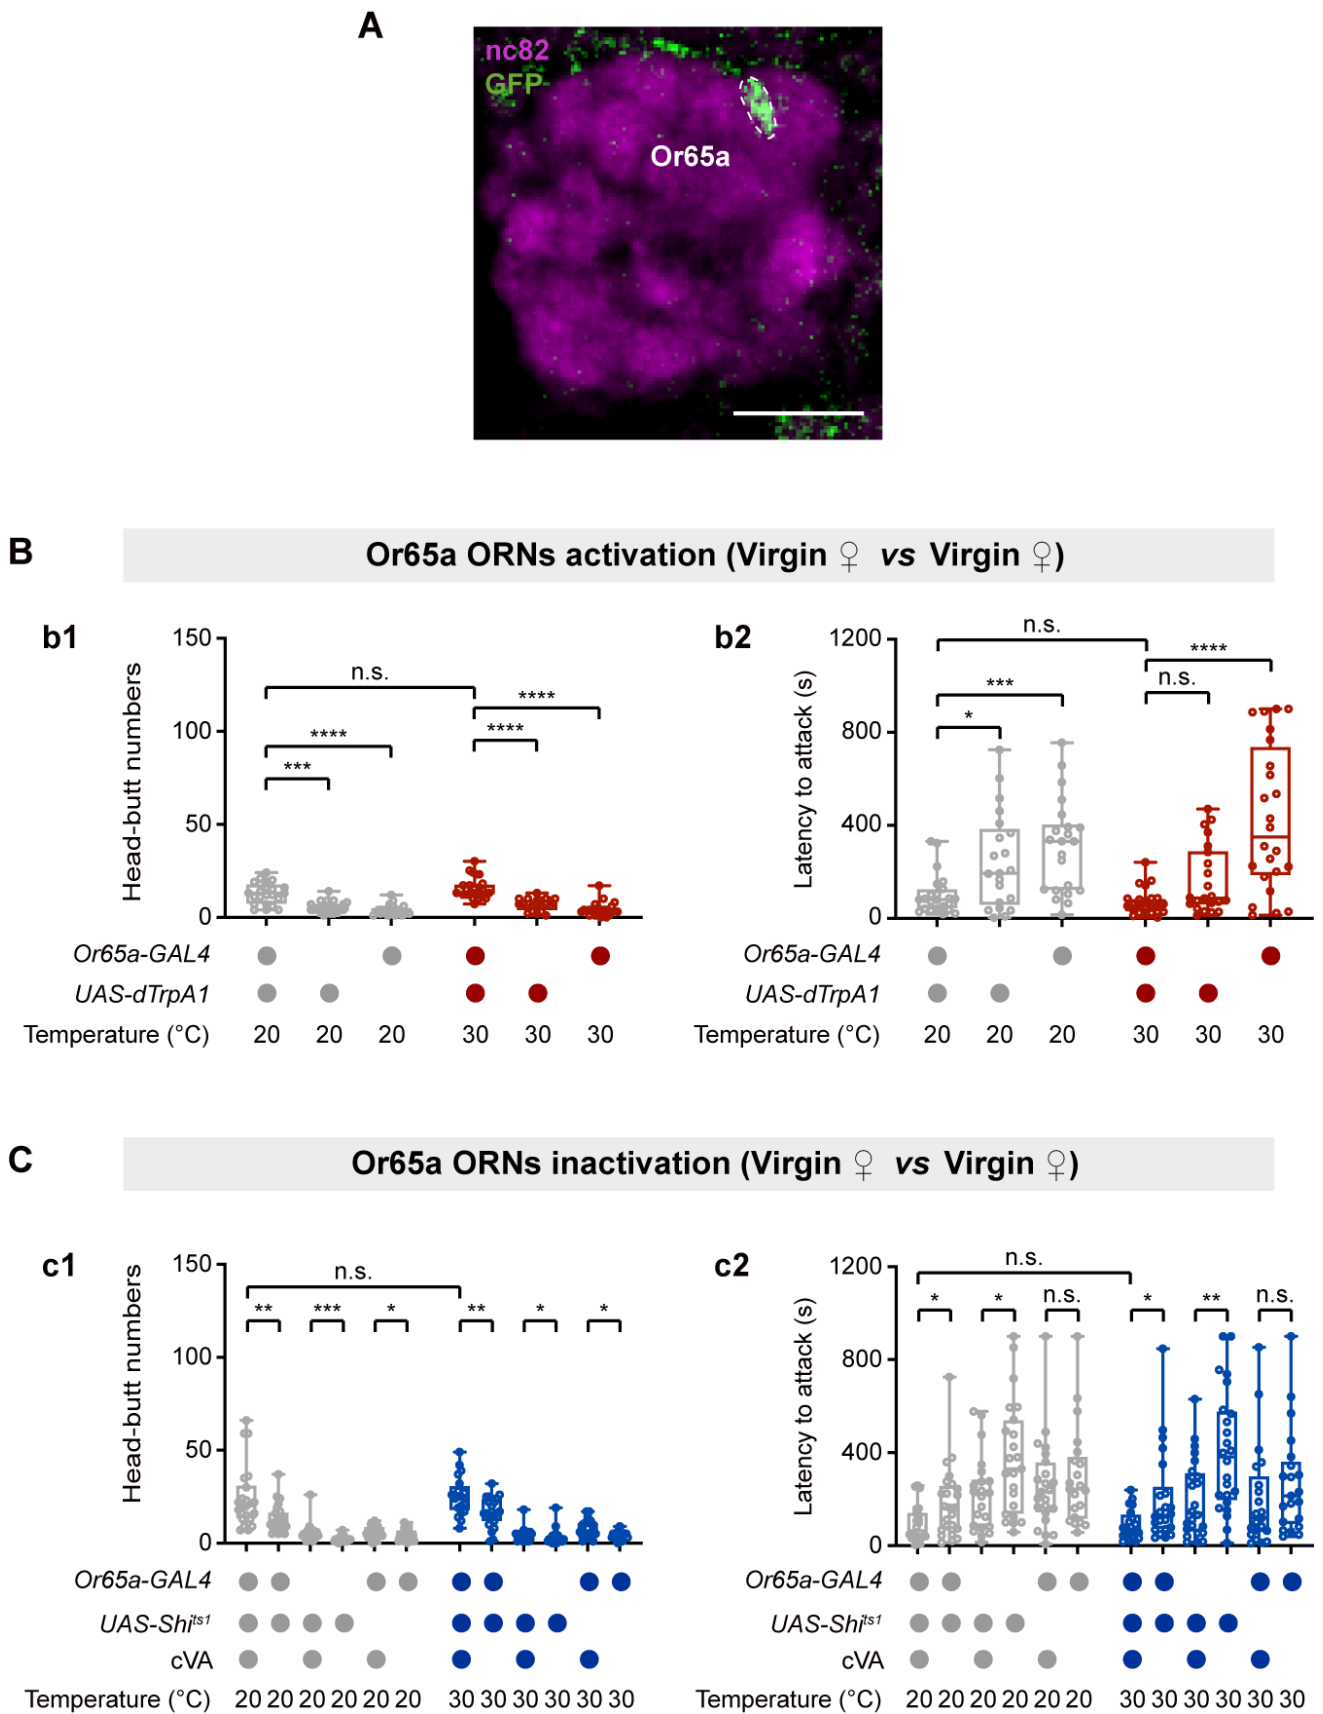 A
nc82
GFP
Or65a
B
Or65a ORNs activation (Virgin ♀ vs Virgin ♀)
b1
Head-butt numbers
150
100
50
0
n.s.
****
***
****
****
Or65a-GAL4
UAS-dTrpA1
Temperature (°C) 20 20 20 30 30 30
b2
Latency to attack (s)
1200
800
400
0
n.s.
***
*
****
n.s.
Or65a-GAL4
UAS-dTrpA1
Temperature (°C) 20 20 20 30 30 30
C
Or65a ORNs inactivation (Virgin ♀ vs Virgin ♀)
c1
Head-butt numbers
150
100
50
0
n.s.
** *** * ** * *
Or65a-GAL4
UAS-Shits1
cVA
Temperature (°C) 20 20 20 20 20 20 30 30 30 30 30 30
c2
Latency to attack (s)
1200
800
400
0
n.s.
* * n.s. * ** n.s.
Or65a-GAL4
UAS-Shits1
cVA
Temperature (°C) 20 20 20 20 20 20 30 30 30 30 30 30